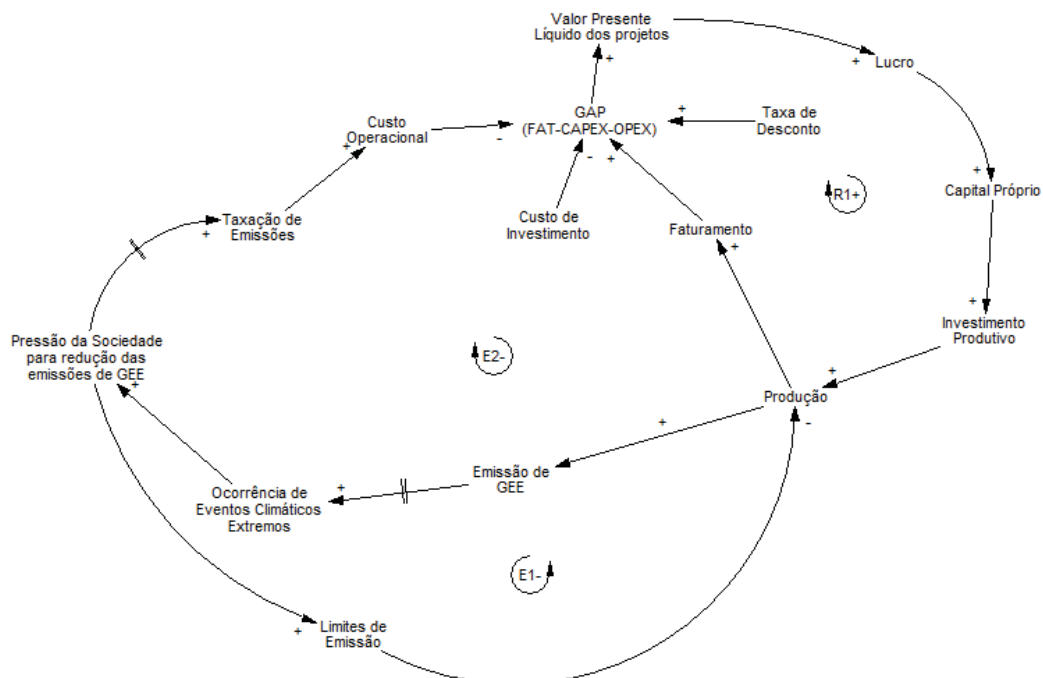 Valor Presente
Líquido dos projetos
+
+
Lucro
GAP
(FAT-CAPEX-OPEX)
+
Taxa de
Desconto
Custo
Operacional
+
-
-
+
+
Capital Próprio
R1+
Taxação de
Emissões
+
Custo de
Investimento
Faturamento
+
+
Investimento
Produtivo
Pressão da Sociedade
para redução das
emissões de GEE
+
E2-
+
Produção
-
+
Emissão de
GEE
+
Ocorrência de
Eventos Climáticos
Extremos
E1-
+
Limites de
Emissão